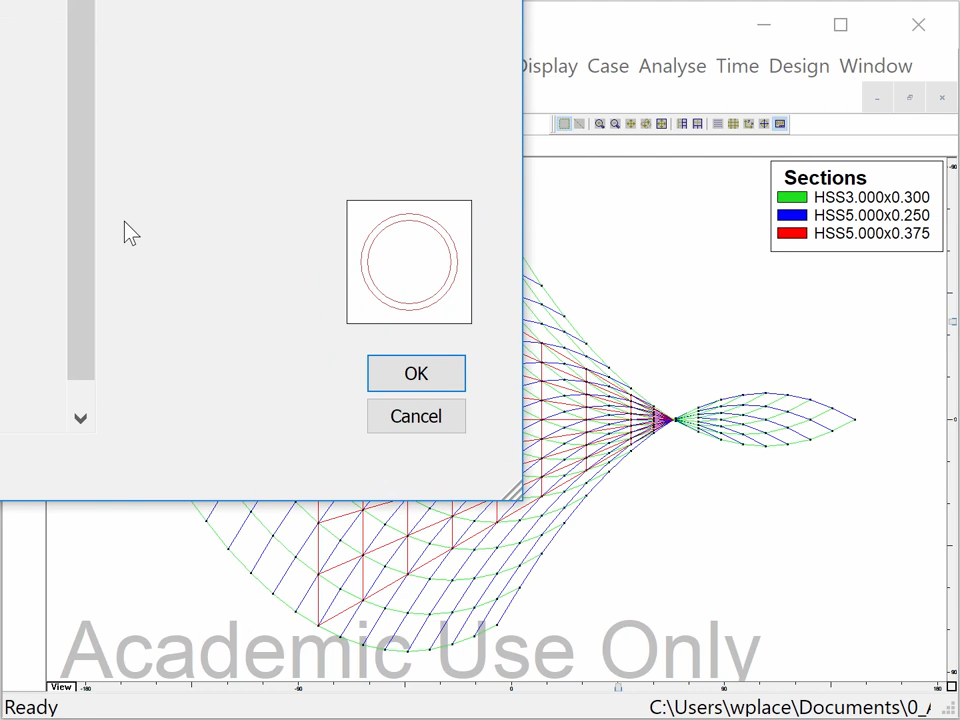 Display Case Analyse Time Design Window
Sections
HSS3.000x0.300
HSS5.000x0.250
HSS5.000x0.375
OK
Cancel
Academic Use Only
View
-180 -90 0 90 180
Ready
C:\Users\wplace\Documents\0_A